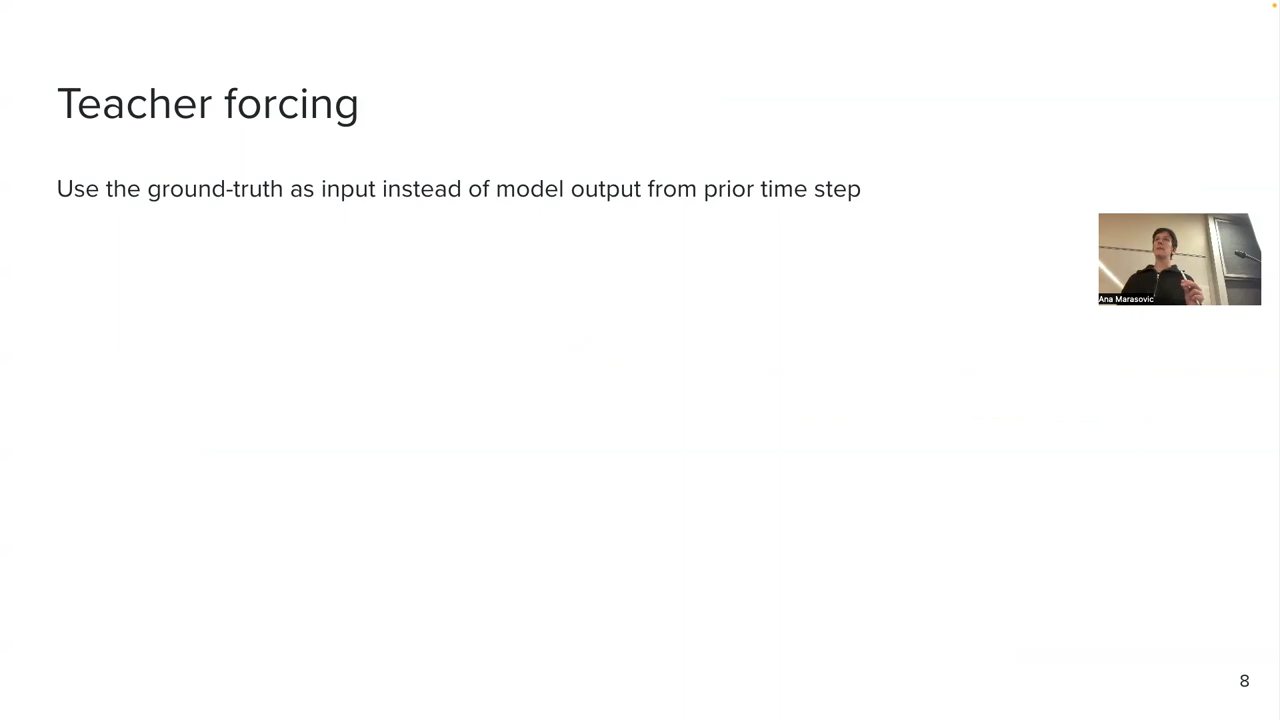 Teacher forcing
Use the ground-truth as input instead of model output from prior time step
Ana Marasovic
8